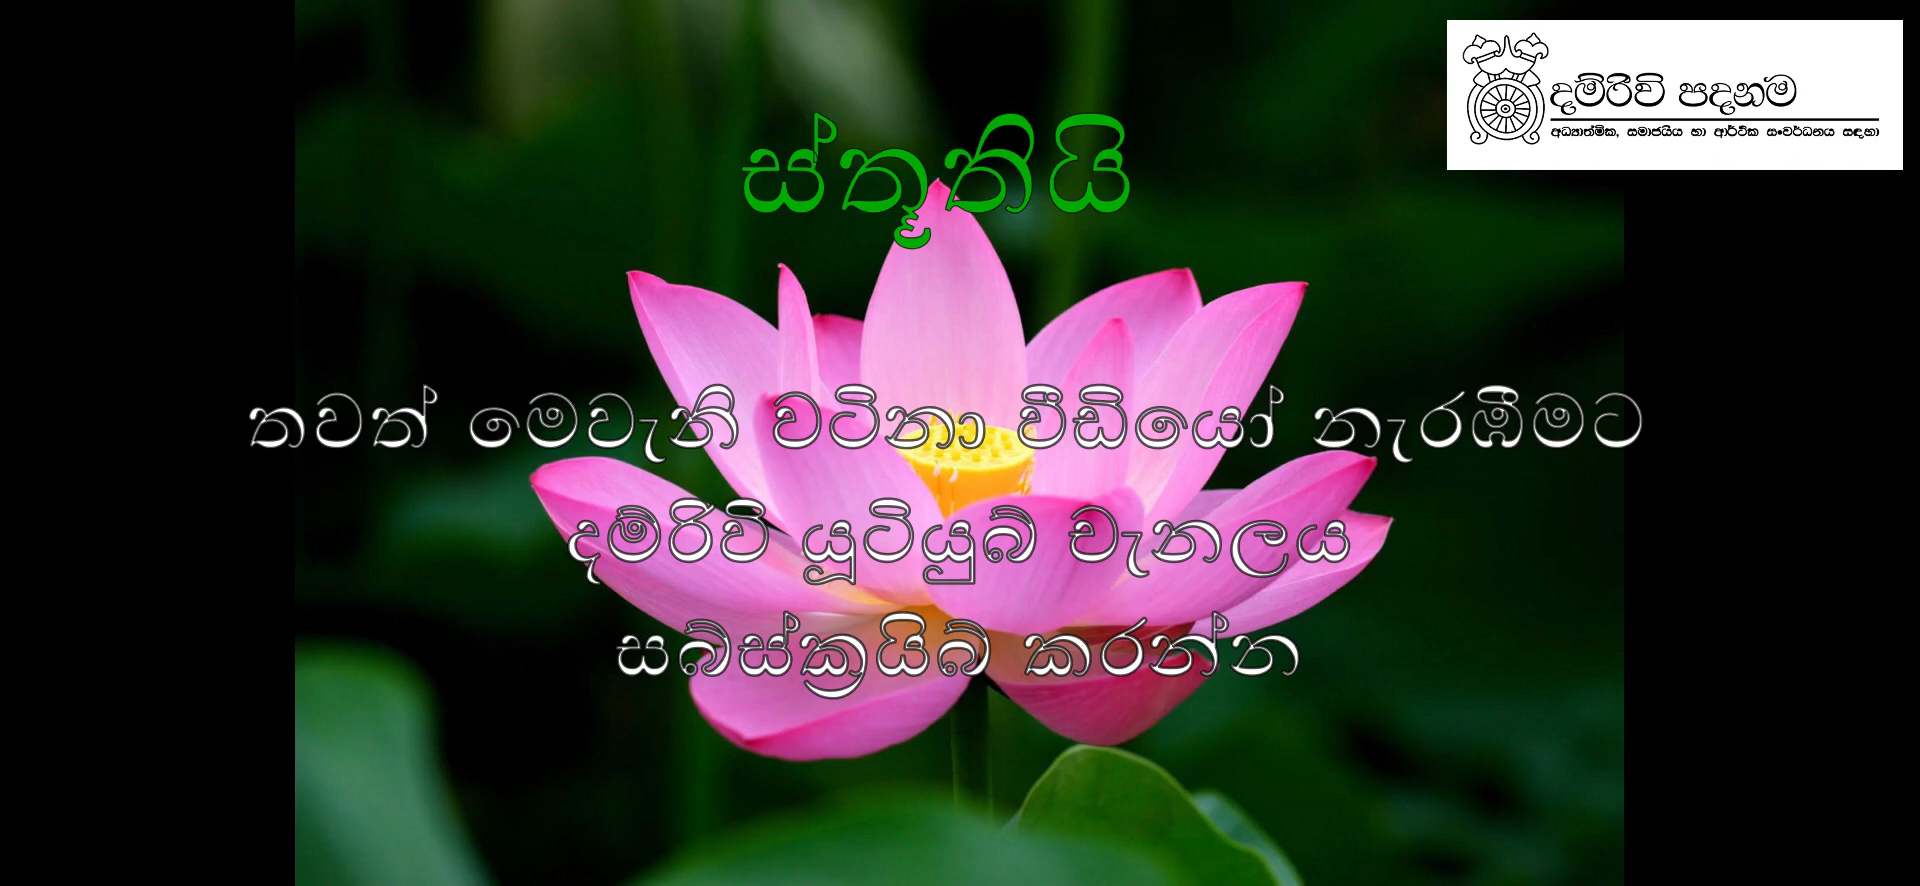 දම්රිවි පදනම
අධ්‍යාත්මික, සමාජයීය හා ආර්ථික සංවර්ධනය සඳහා
ස්තූතියි
තවත් මෙවැනි වටිනා වීඩියෝ නැරඹීමට
දම්රිවි යූටියුබ් චැනලය
සබ්ස්ක්‍රයිබ් කරන්න